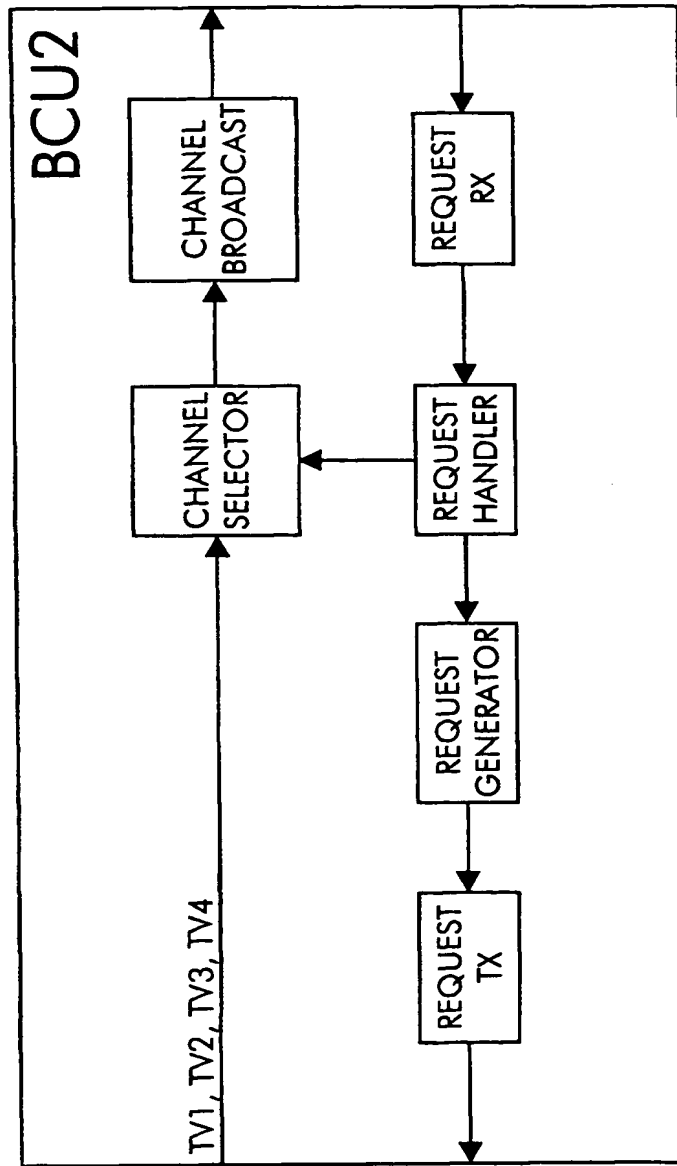 BCU2
TV1, TV2, TV3, TV4
CHANNEL
SELECTOR
CHANNEL
BROADCAST
REQUEST
TX
REQUEST
GENERATOR
REQUEST
HANDLER
REQUEST
RX